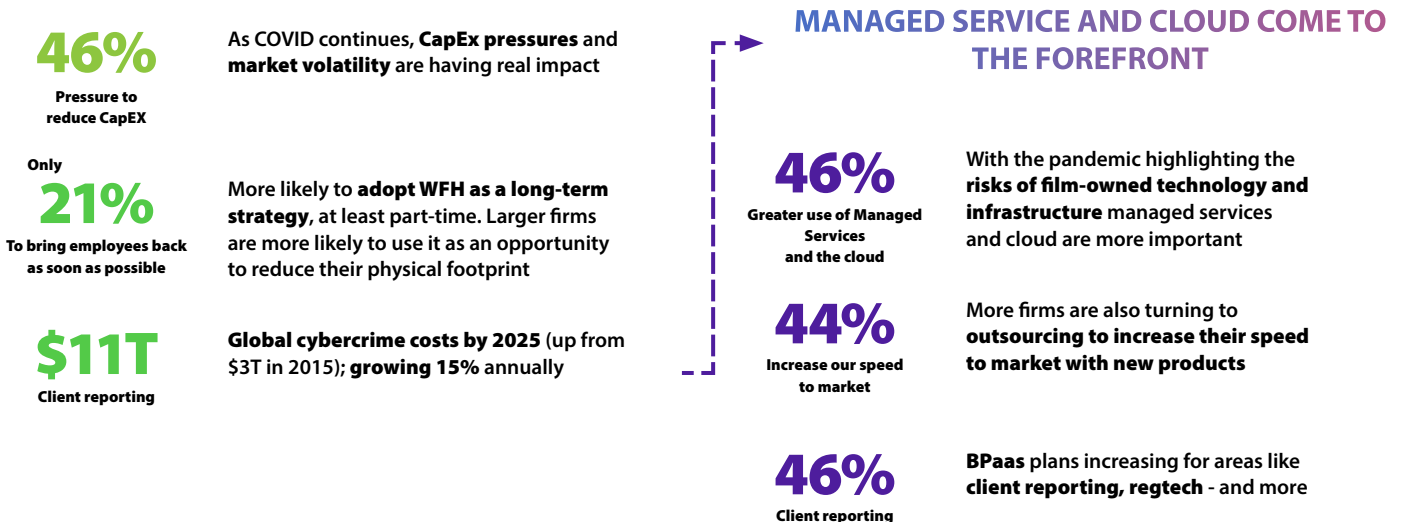 46%
Pressure to
reduce CapEX
As COVID continues, CapEx pressures and
market volatility are having real impact
Only
21%
To bring employees back
as soon as possible
More likely to adopt WFH as a long-term
strategy, at least part-time. Larger firms
are more likely to use it as an opportunity
to reduce their physical footprint
$11T
Client reporting
Global cybercrime costs by 2025 (up from
$3T in 2015); growing 15% annually
MANAGED SERVICE AND CLOUD COME TO
THE FOREFRONT
46%
Greater use of Managed
Services
and the cloud
With the pandemic highlighting the
risks of film-owned technology and
infrastructure managed services
and cloud are more important
44%
Increase our speed
to market
More firms are also turning to
outsourcing to increase their speed
to market with new products
46%
Client reporting
BPaas plans increasing for areas like
client reporting, regtech - and more